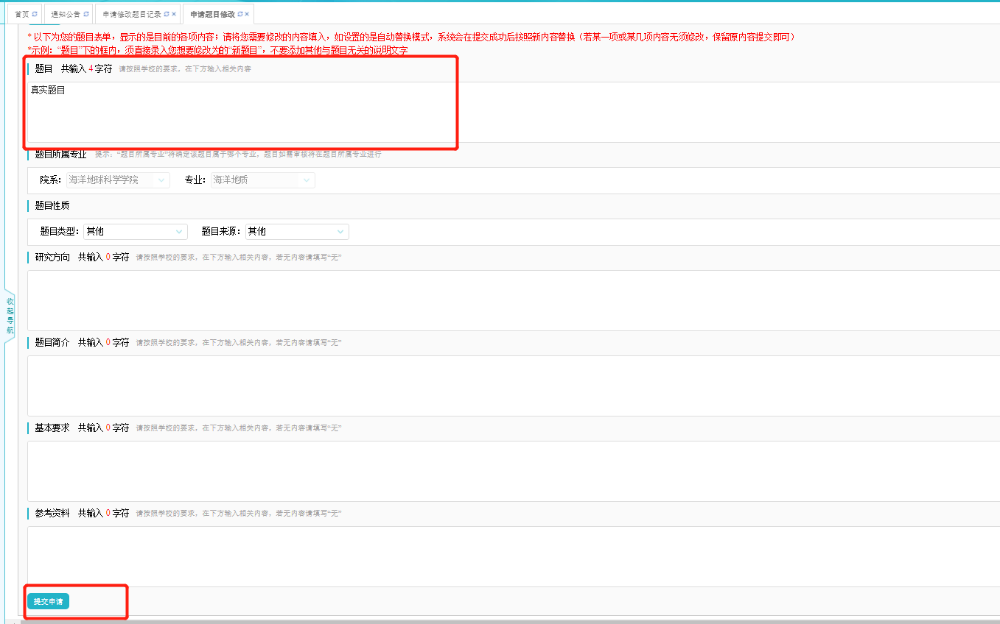 首页 通知公告 申请修改题目记录 申请题目修改
* 以下为您的题目表单，显示的是目前的各项内容；请将您需要修改的内容填入，如设置的是自动替换模式，系统会在提交成功后按照新内容替换（若某一项或某几项内容无须修改，保留原内容提交即可）
*示例：“题目”下的框内，须直接录入您想要修改为的“新题目”，不要添加其他与题目无关的说明文字
题目 共输入 4 字符 请按照学校的要求，在下方输入相关内容
真实题目
题目所属专业 提示：“题目所属专业”将确定该题目属于哪个专业，题目如需审核将在题目所属专业进行
院系： 海洋地球科学学院 专业： 海洋地质
题目性质
题目类型： 其他 题目来源： 其他
研究方向 共输入 0 字符 请按照学校的要求，在下方输入相关内容，若无内容请填写“无”
收起导航
题目简介 共输入 0 字符 请按照学校的要求，在下方输入相关内容，若无内容请填写“无”
基本要求 共输入 0 字符 请按照学校的要求，在下方输入相关内容，若无内容请填写“无”
参考资料 共输入 0 字符 请按照学校的要求，在下方输入相关内容，若无内容请填写“无”
提交申请